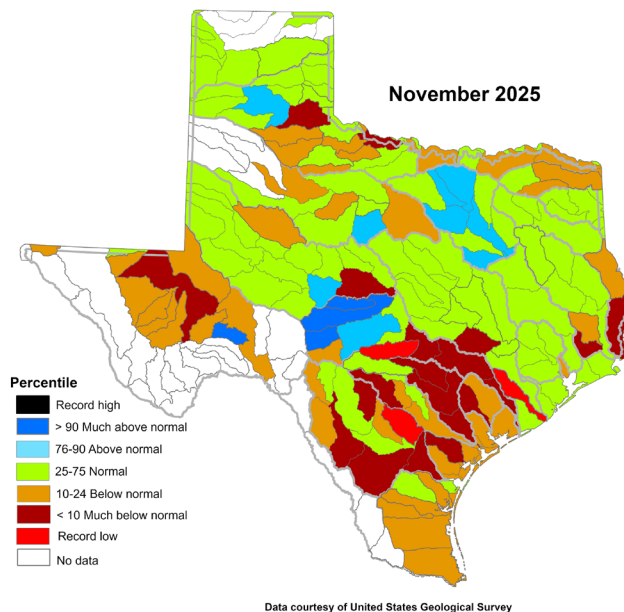 November 2025
Percentile
Record high
> 90 Much above normal
76-90 Above normal
25-75 Normal
10-24 Below normal
< 10 Much below normal
Record low
No data
Data courtesy of United States Geological Survey